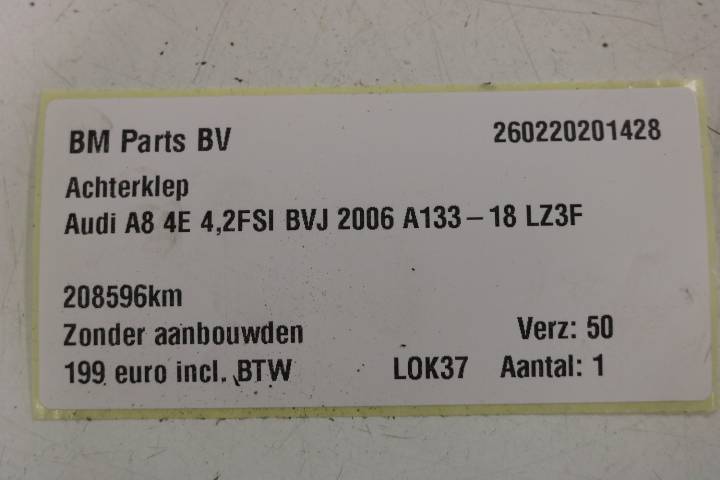 BM Parts BV 260220201428
Achterklep
Audi A8 4E 4,2FSI BVJ 2006 A133-18 LZ3F
208596km
Zonder aanbouwden Verz: 50
199 euro incl. BTW LOK37 Aantal: 1